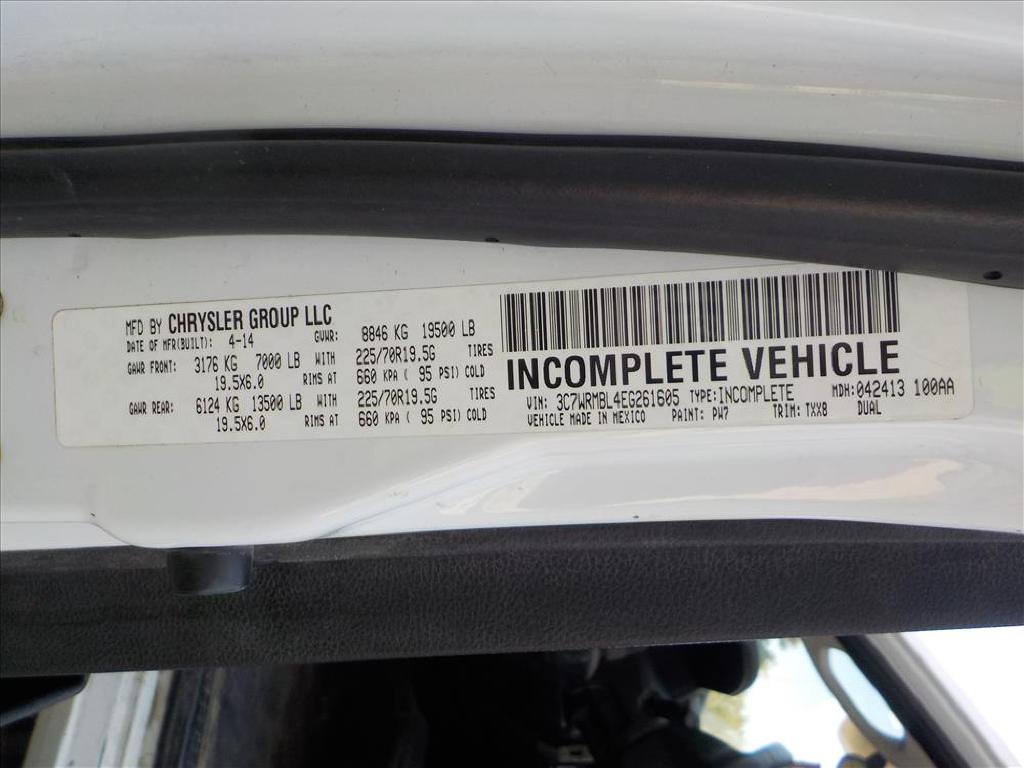 MFD BY CHRYSLER GROUP LLC
DATE OF MFR(BUILT): 4-14 GVWR: 8846 KG 19500 LB
GAWR FRONT: 3176 KG 7000 LB WITH 225/70R19.5G TIRES
19.5X6.0 RIMS AT 660 KPA ( 95 PSI) COLD
GAWR REAR: 6124 KG 13500 LB WITH 225/70R19.5G TIRES
19.5X6.0 RIMS AT 660 KPA ( 95 PSI) COLD
INCOMPLETE VEHICLE
VIN: 3C7WRMBL4EG261605 TYPE:INCOMPLETE MDH:042413 100AA
VEHICLE MADE IN MEXICO PAINT: PW7 TRIM: TXX8 DUAL